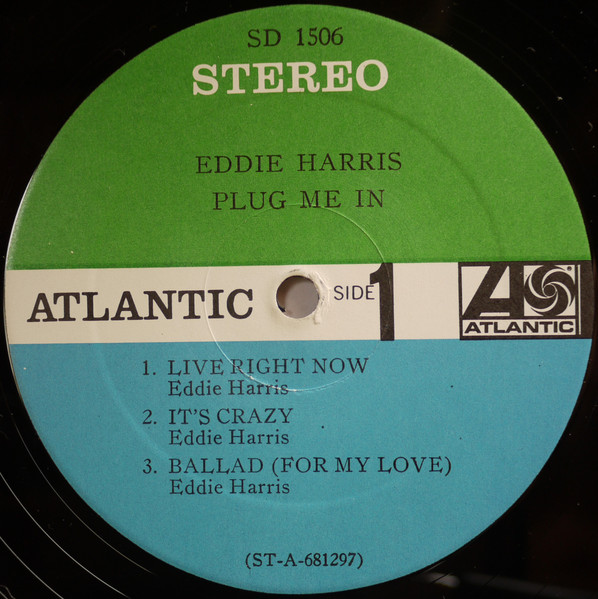 SD 1506
STEREO
EDDIE HARRIS
PLUG ME IN
ATLANTIC
SIDE 1
A
ATLANTIC
1. LIVE RIGHT NOW
Eddie Harris
2. IT'S CRAZY
Eddie Harris
3. BALLAD (FOR MY LOVE)
Eddie Harris
(ST-A-681297)